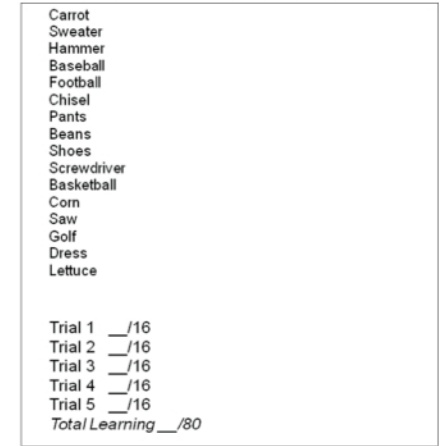 Carrot
Sweater
Hammer
Baseball
Football
Chisel
Pants
Beans
Shoes
Screwdriver
Basketball
Corn
Saw
Golf
Dress
Lettuce
Trial 1 __/16
Trial 2 __/16
Trial 3 __/16
Trial 4 __/16
Trial 5 __/16
Total Learning __/80